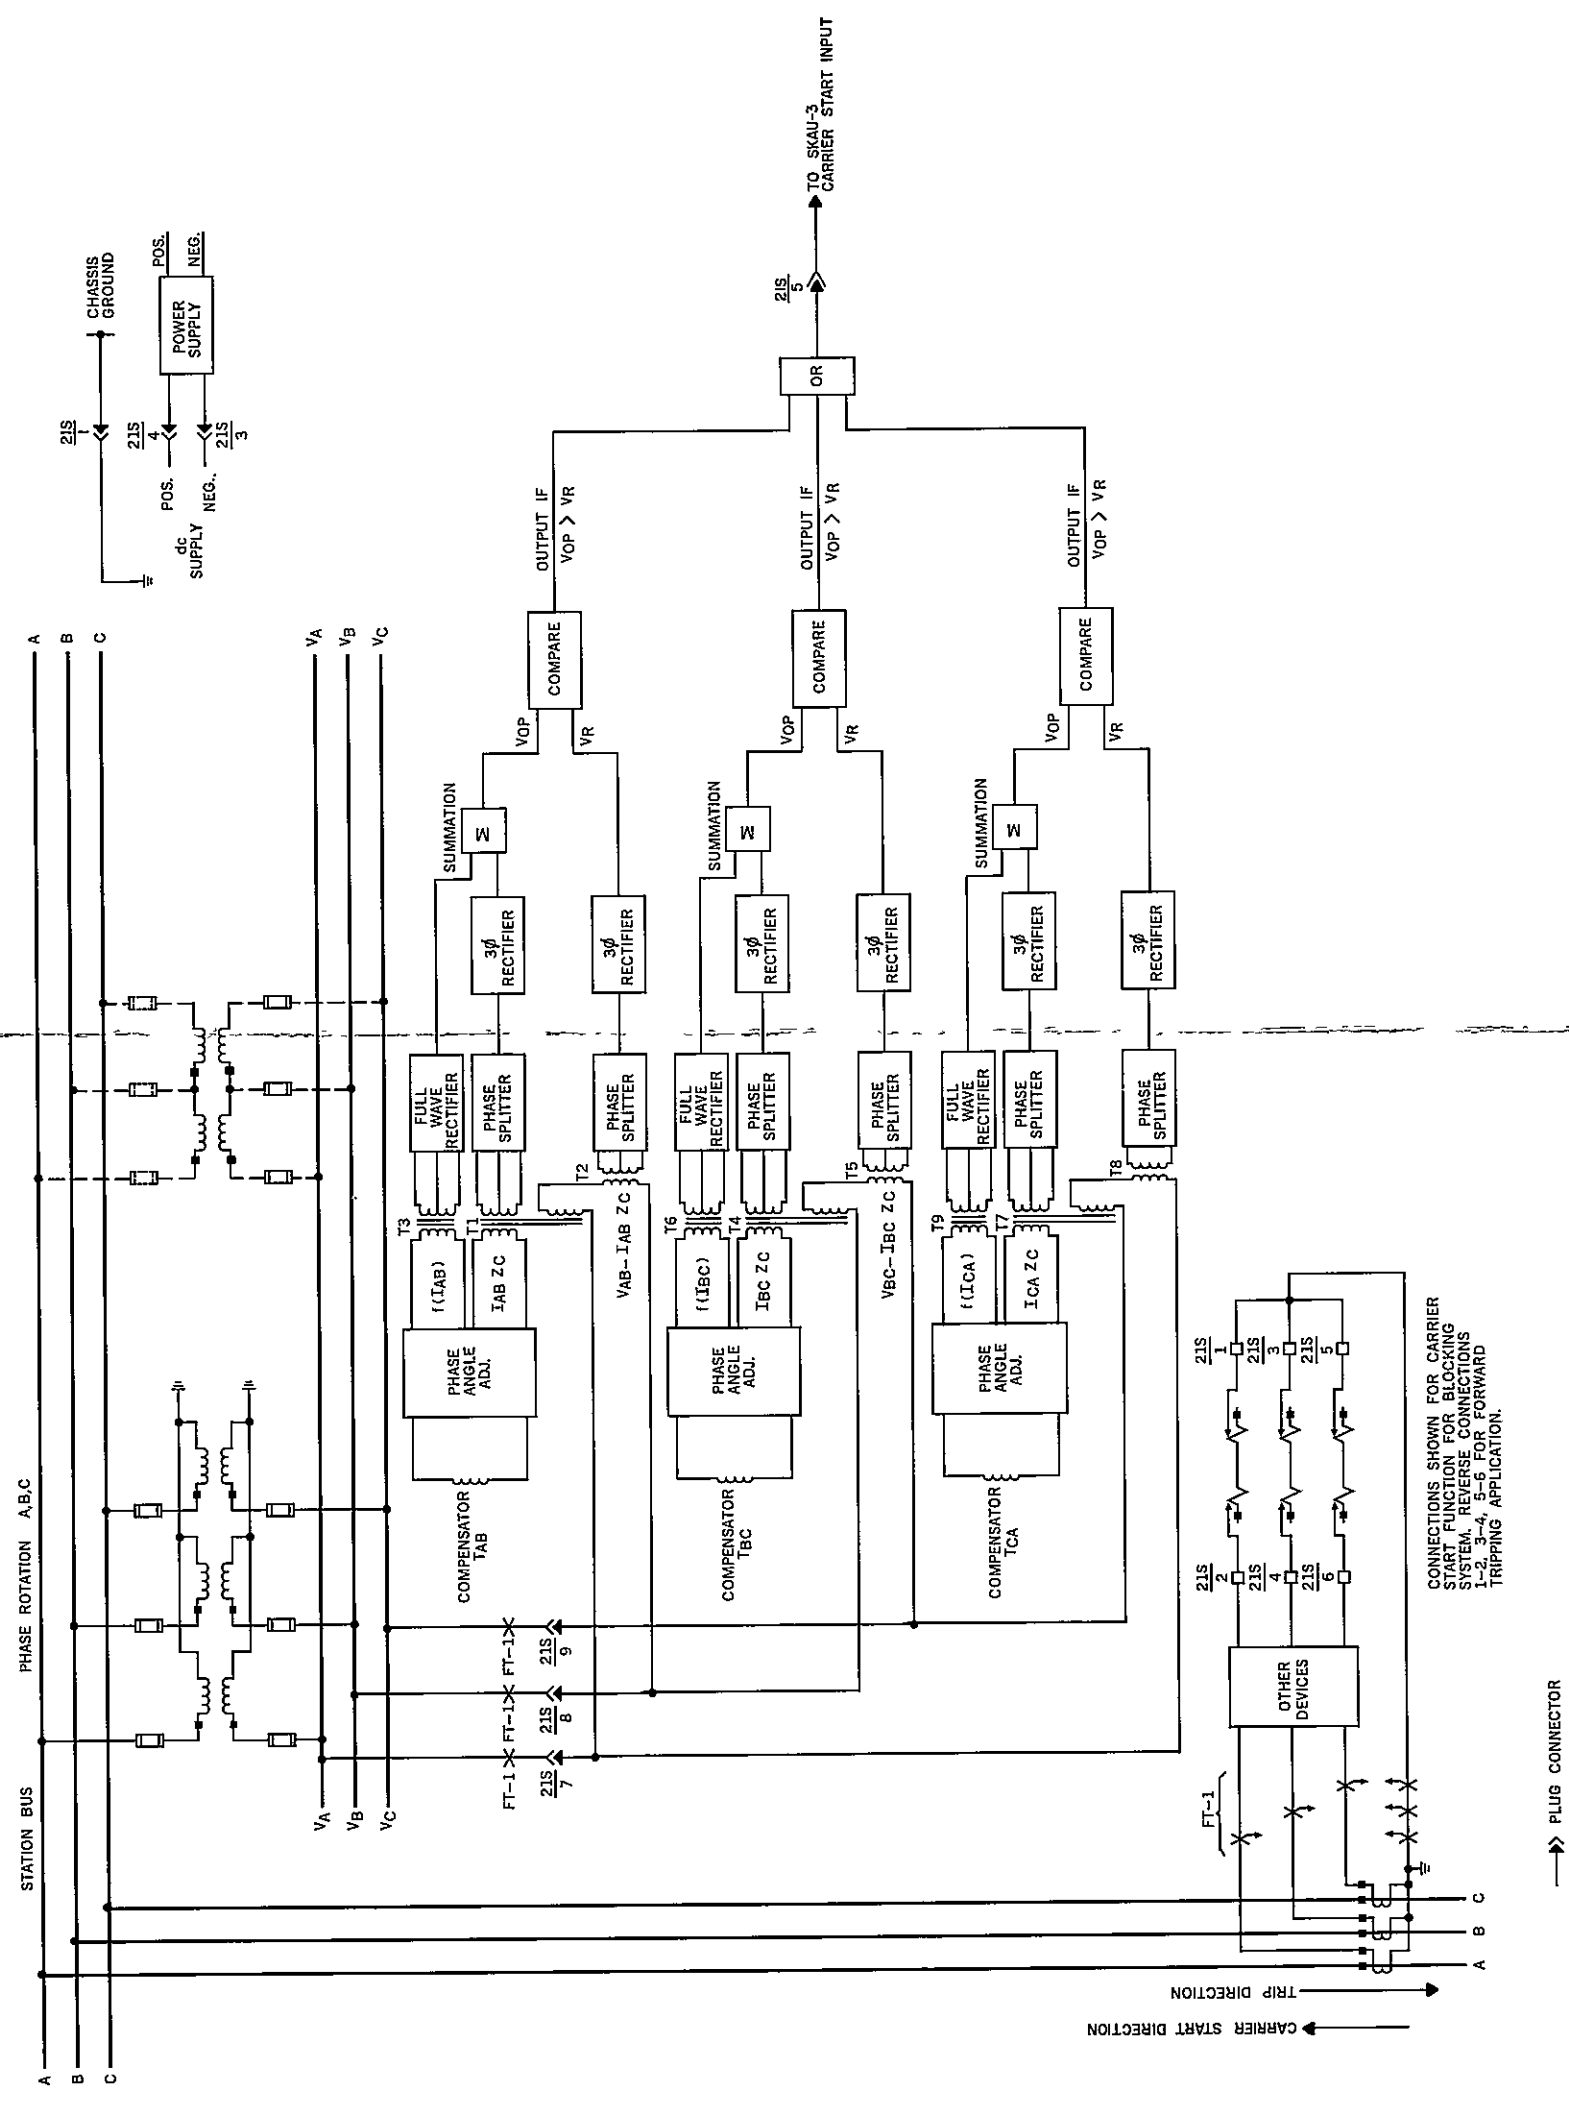 STATION BUS
PHASE ROTATION A,B,C
A
B
C
A
B
C
VA
VB
VC
VA
VB
VC
CHASSIS
GROUND
21S
1
21S
4
21S
3
POS.
NEG..
dc
SUPPLY
POWER
SUPPLY
POS.
NEG.
FT-1
21S
7
FT-1
21S
8
FT-1
21S
9
COMPENSATOR
TAB
PHASE
ANGLE
ADJ.
f(IAB)
IAB ZC
T3
T1
T2
VAB-IAB ZC
FULL
WAVE
RECTIFIER
PHASE
SPLITTER
PHASE
SPLITTER
3Ø
RECTIFIER
3Ø
RECTIFIER
SUMMATION
M
VOP
VR
COMPARE
OUTPUT IF
VOP > VR
COMPENSATOR
TBC
PHASE
ANGLE
ADJ.
f(IBC)
IBC ZC
T6
T4
T5
VBC-IBC ZC
FULL
WAVE
RECTIFIER
PHASE
SPLITTER
PHASE
SPLITTER
3Ø
RECTIFIER
3Ø
RECTIFIER
SUMMATION
M
VOP
VR
COMPARE
OUTPUT IF
VOP > VR
COMPENSATOR
TCA
PHASE
ANGLE
ADJ.
f(ICA)
ICA ZC
T9
T7
T8
FULL
WAVE
RECTIFIER
PHASE
SPLITTER
PHASE
SPLITTER
3Ø
RECTIFIER
3Ø
RECTIFIER
SUMMATION
M
VOP
VR
COMPARE
OUTPUT IF
VOP > VR
OR
21S
5
TO SKAU-3
CARRIER START INPUT
FT-1
OTHER
DEVICES
21S
2
21S
4
21S
6
21S
1
21S
3
21S
5
A
B
C
TRIP DIRECTION
CARRIER START DIRECTION
CONNECTIONS SHOWN FOR CARRIER
START FUNCTION FOR BLOCKING
SYSTEM. REVERSE CONNECTIONS
1-2, 3-4, 5-6 FOR FORWARD
TRIPPING APPLICATION.
PLUG CONNECTOR